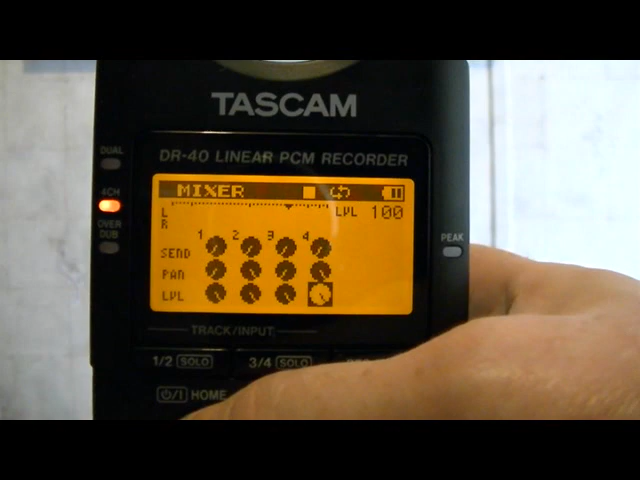 TASCAM
DR-40 LINEAR PCM RECORDER
DUAL
4CH
OVER
DUB
PEAK
MIXER
L
R
LVL 100
1 2 3 4
SEND
PAN
LVL
TRACK/INPUT
1/2 SOLO
3/4 SOLO
HOME